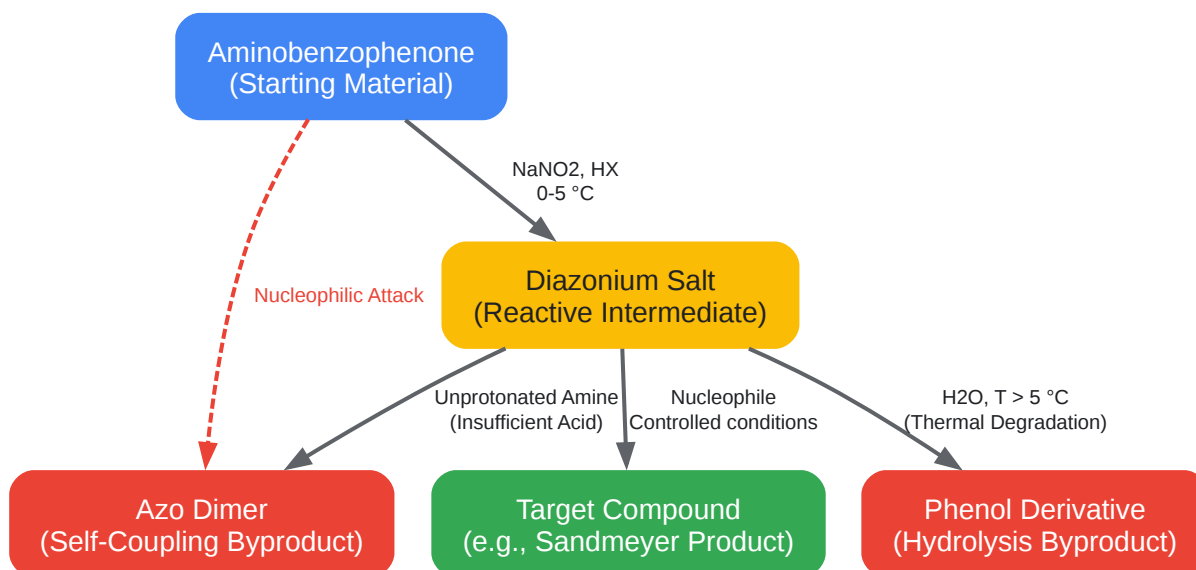 Aminobenzophenone
(Starting Material)
NaNO2, HX
0-5 °C
Nucleophilic Attack
Diazonium Salt
(Reactive Intermediate)
Unprotonated Amine
(Insufficient Acid)
Nucleophile
Controlled conditions
H2O, T > 5 °C
(Thermal Degradation)
Azo Dimer
(Self-Coupling Byproduct)
Target Compound
(e.g., Sandmeyer Product)
Phenol Derivative
(Hydrolysis Byproduct)